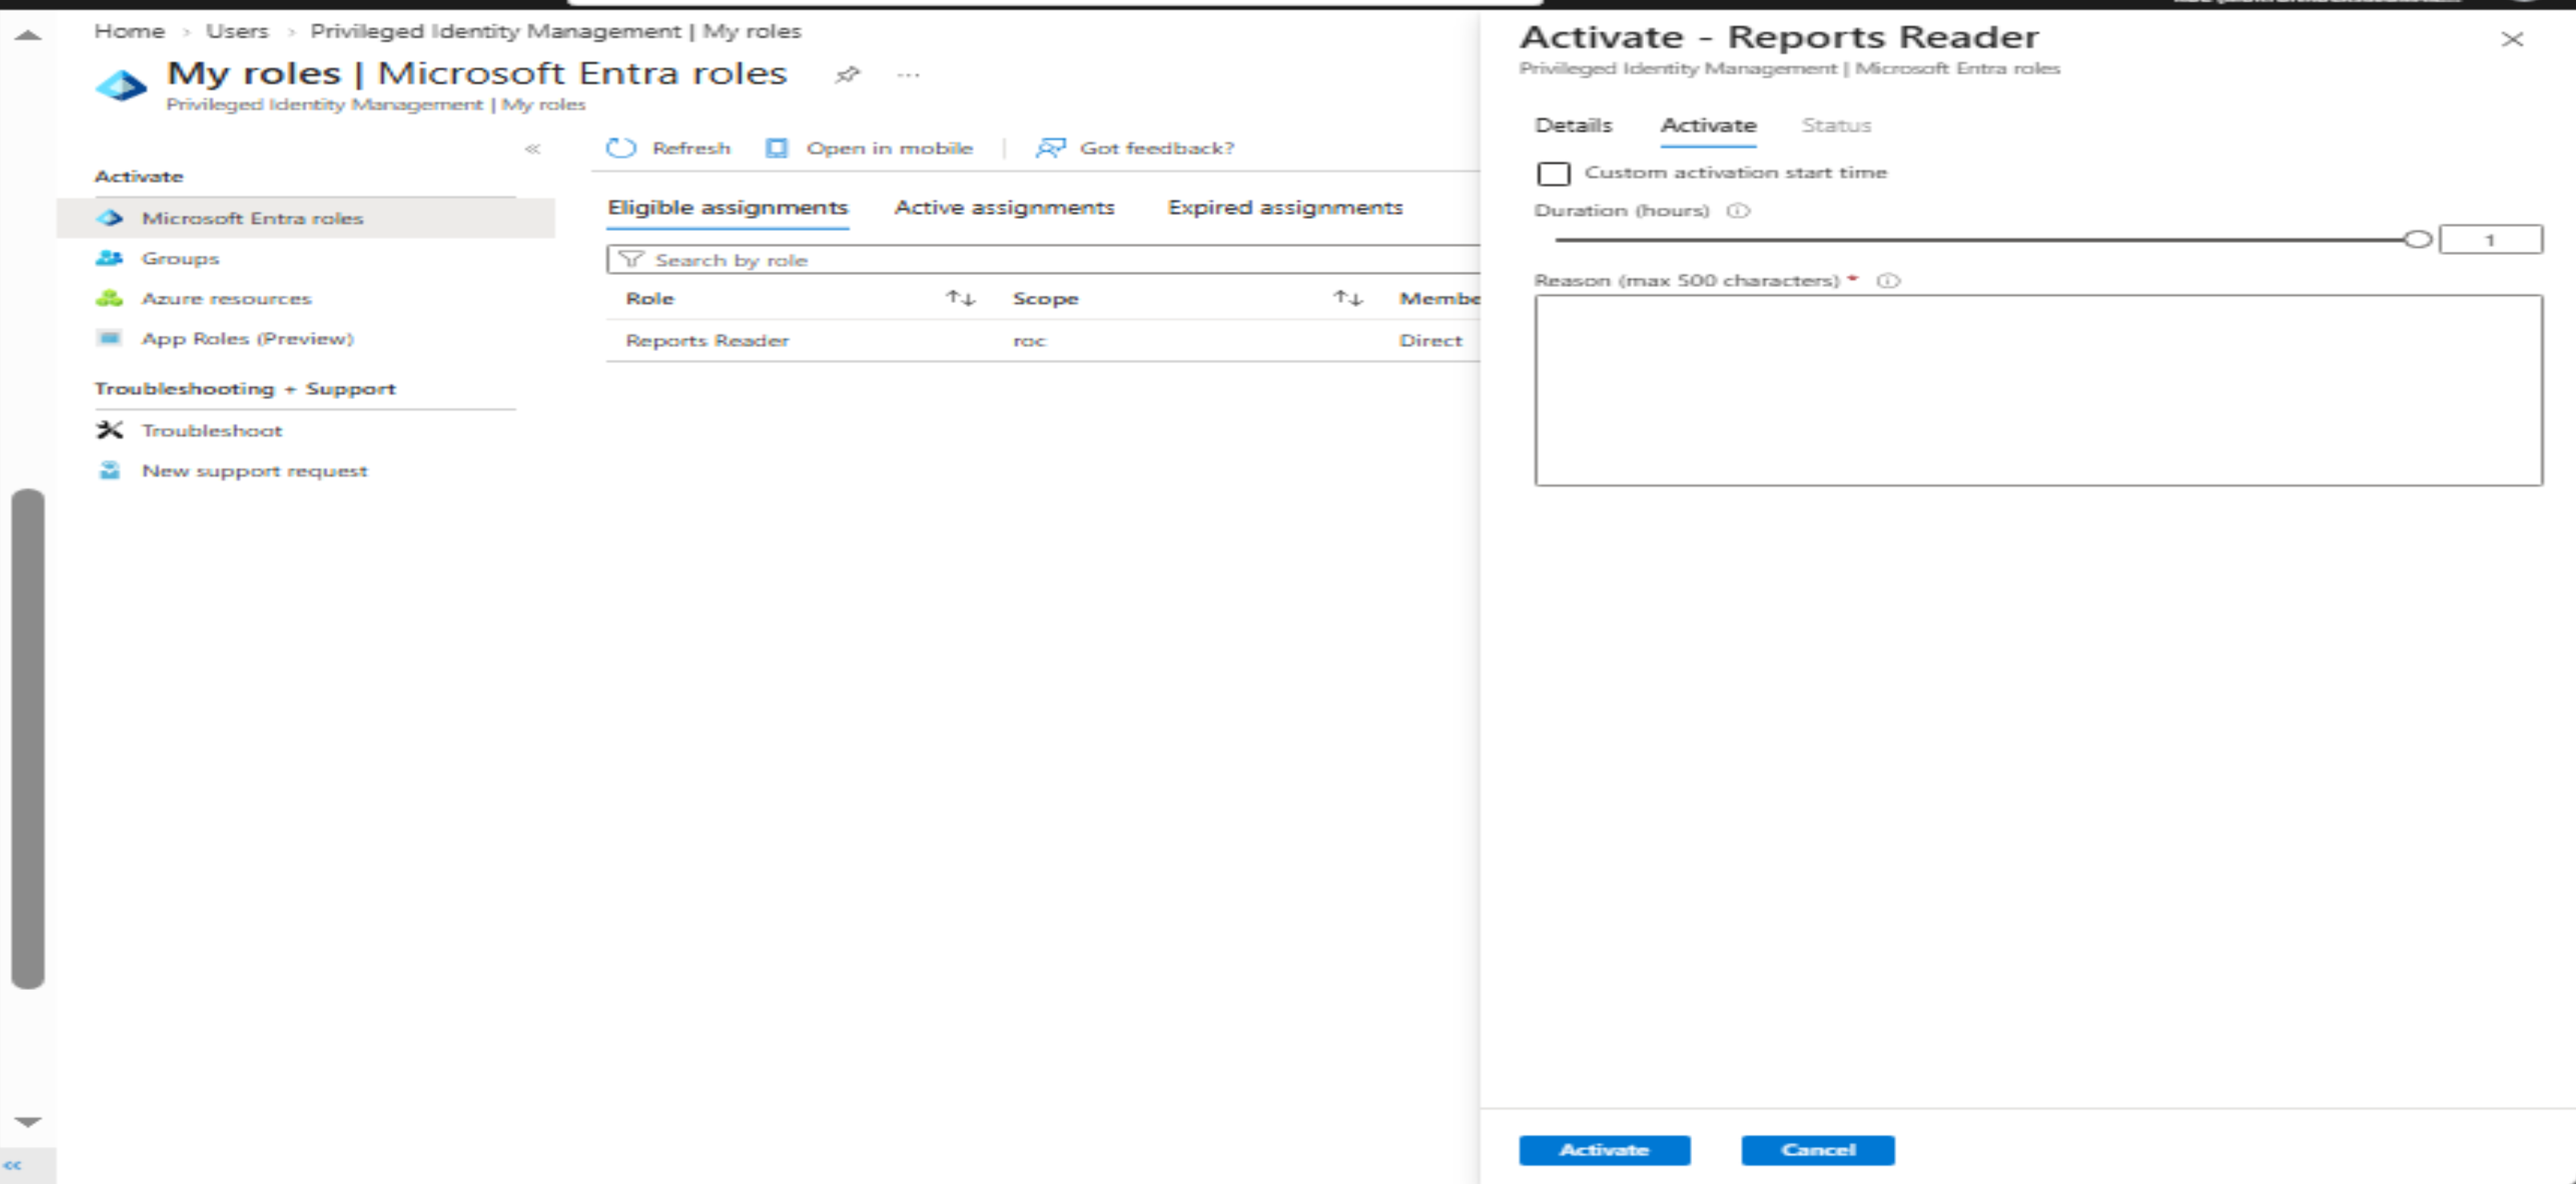 Home > Users > Privileged Identity Management | My roles
My roles | Microsoft Entra roles
...
Privileged Identity Management | My roles
«
Activate
Microsoft Entra roles
Groups
Azure resources
App Roles (Preview)
Troubleshooting + Support
Troubleshoot
New support request
«
Refresh Open in mobile | Got feedback?
Eligible assignments Active assignments Expired assignments
Search by role
Role ↑↓ Scope ↑↓ Membe
Reports Reader roc Direct
Activate - Reports Reader
Privileged Identity Management | Microsoft Entra roles
Details Activate Status
Custom activation start time
Duration (hours)
1
Reason (max 500 characters) *
Activate Cancel